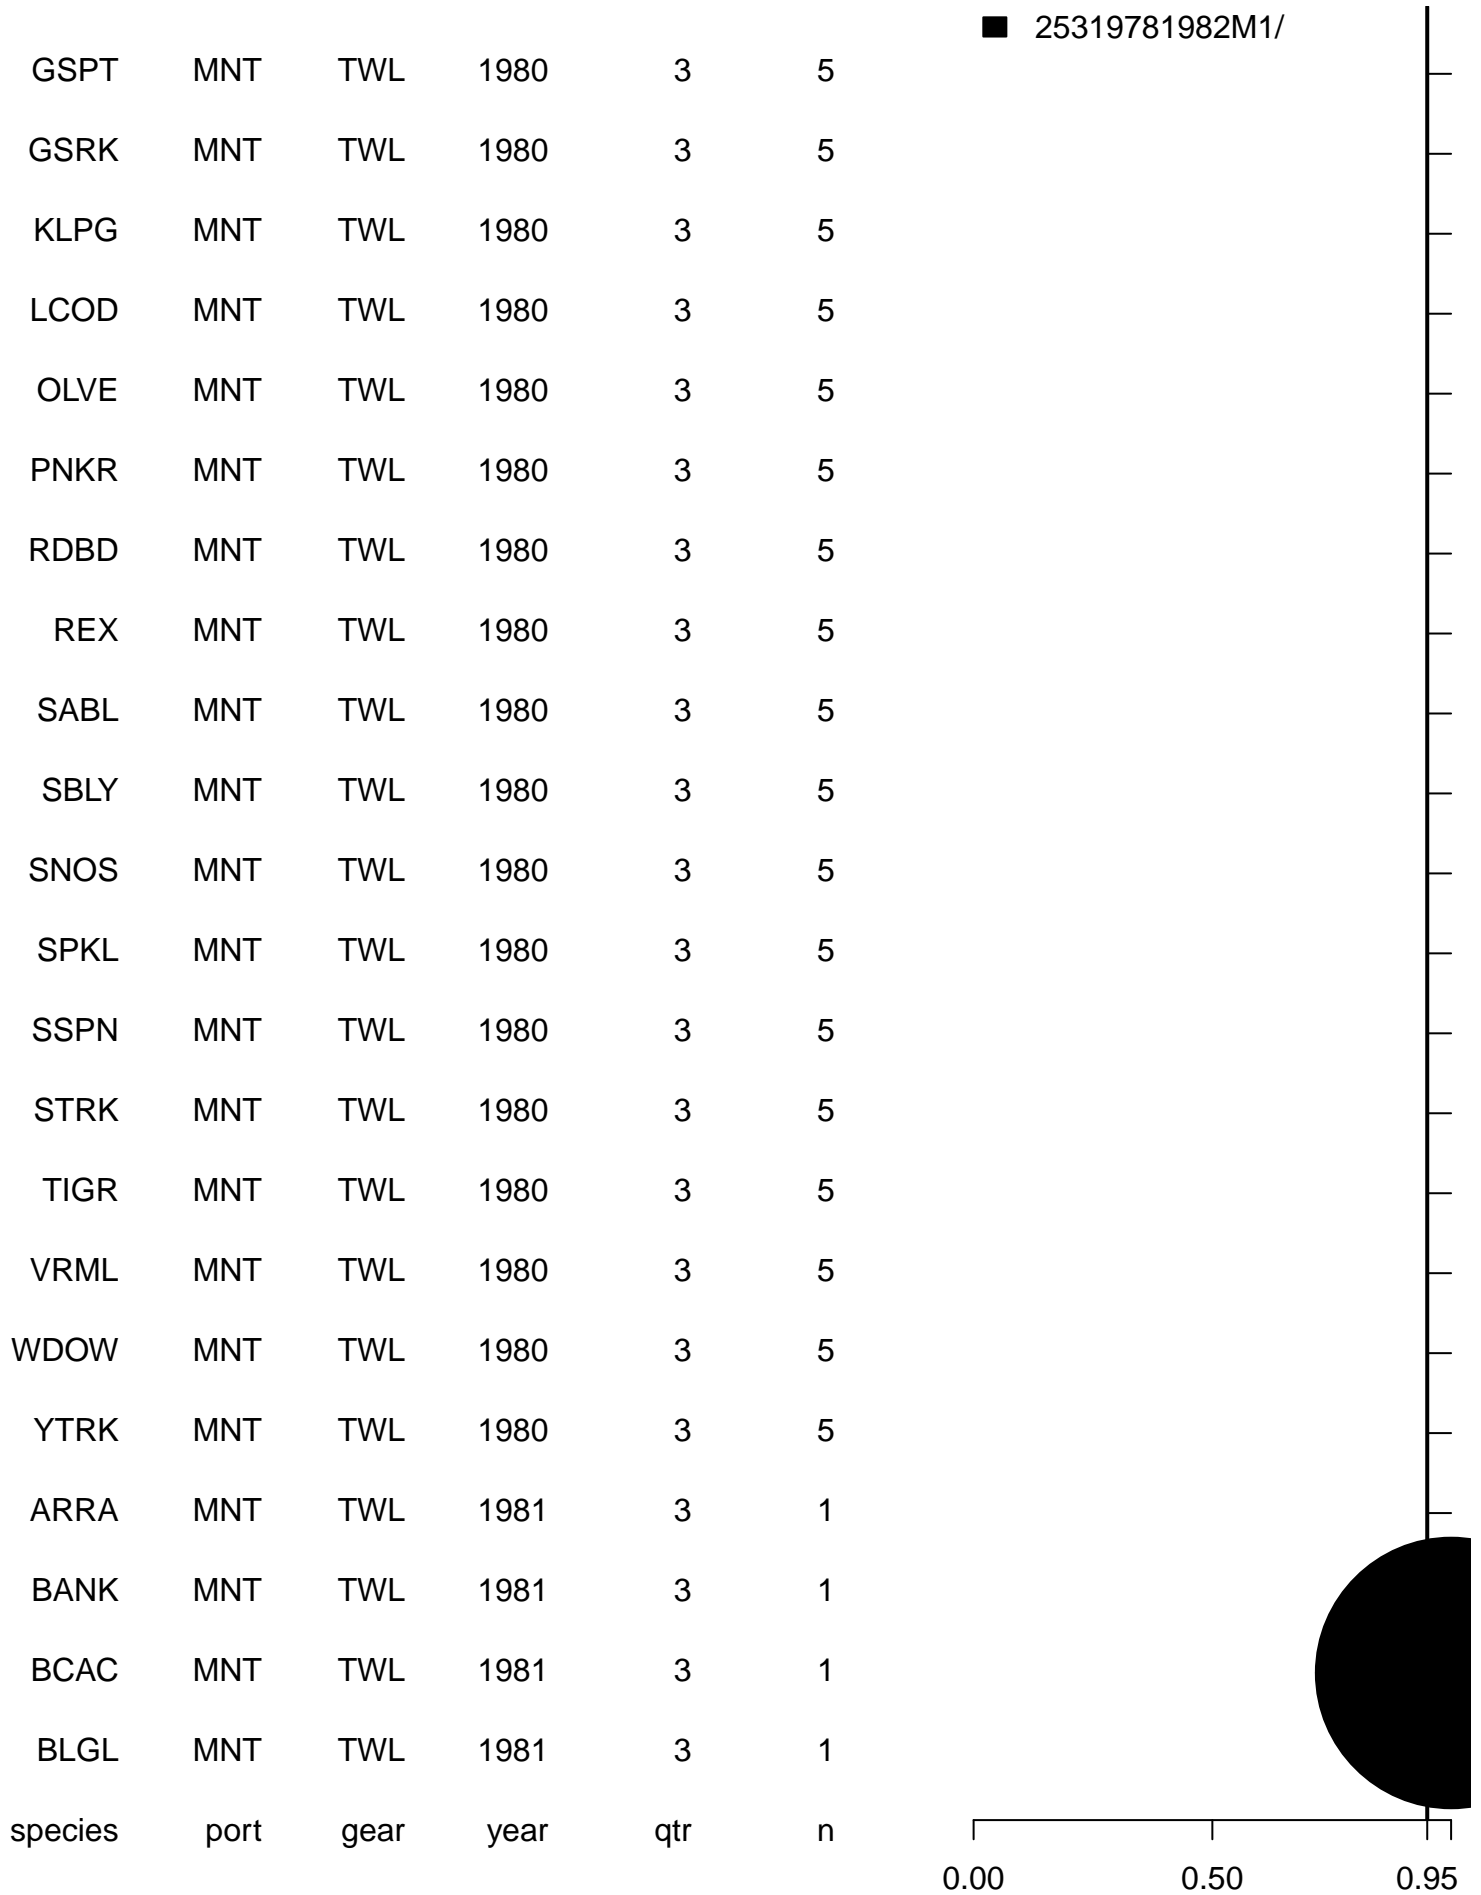 25319781982M1/
GSPT MNT TWL 1980 3 5
GSRK MNT TWL 1980 3 5
KLPG MNT TWL 1980 3 5
LCOD MNT TWL 1980 3 5
OLVE MNT TWL 1980 3 5
PNKR MNT TWL 1980 3 5
RDBD MNT TWL 1980 3 5
REX MNT TWL 1980 3 5
SABL MNT TWL 1980 3 5
SBLY MNT TWL 1980 3 5
SNOS MNT TWL 1980 3 5
SPKL MNT TWL 1980 3 5
SSPN MNT TWL 1980 3 5
STRK MNT TWL 1980 3 5
TIGR MNT TWL 1980 3 5
VRML MNT TWL 1980 3 5
WDOW MNT TWL 1980 3 5
YTRK MNT TWL 1980 3 5
ARRA MNT TWL 1981 3 1
BANK MNT TWL 1981 3 1
BCAC MNT TWL 1981 3 1
BLGL MNT TWL 1981 3 1
species port gear year qtr n
0.00 0.50 0.95